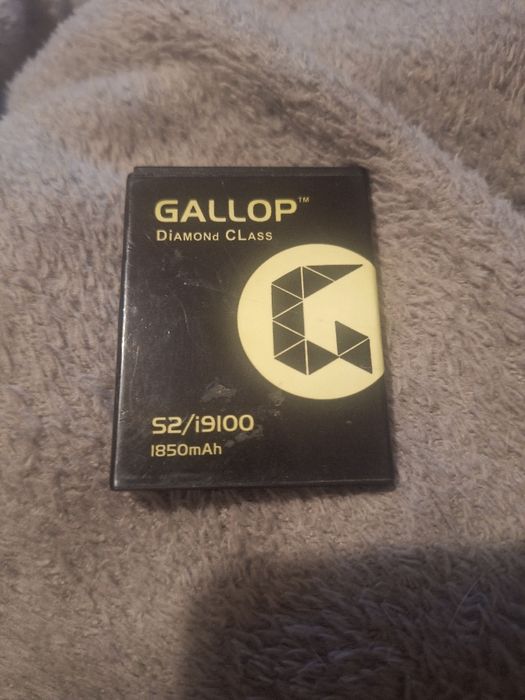 GALLOP™
DiAMONd CLAss
S2/i9100
1850mAh